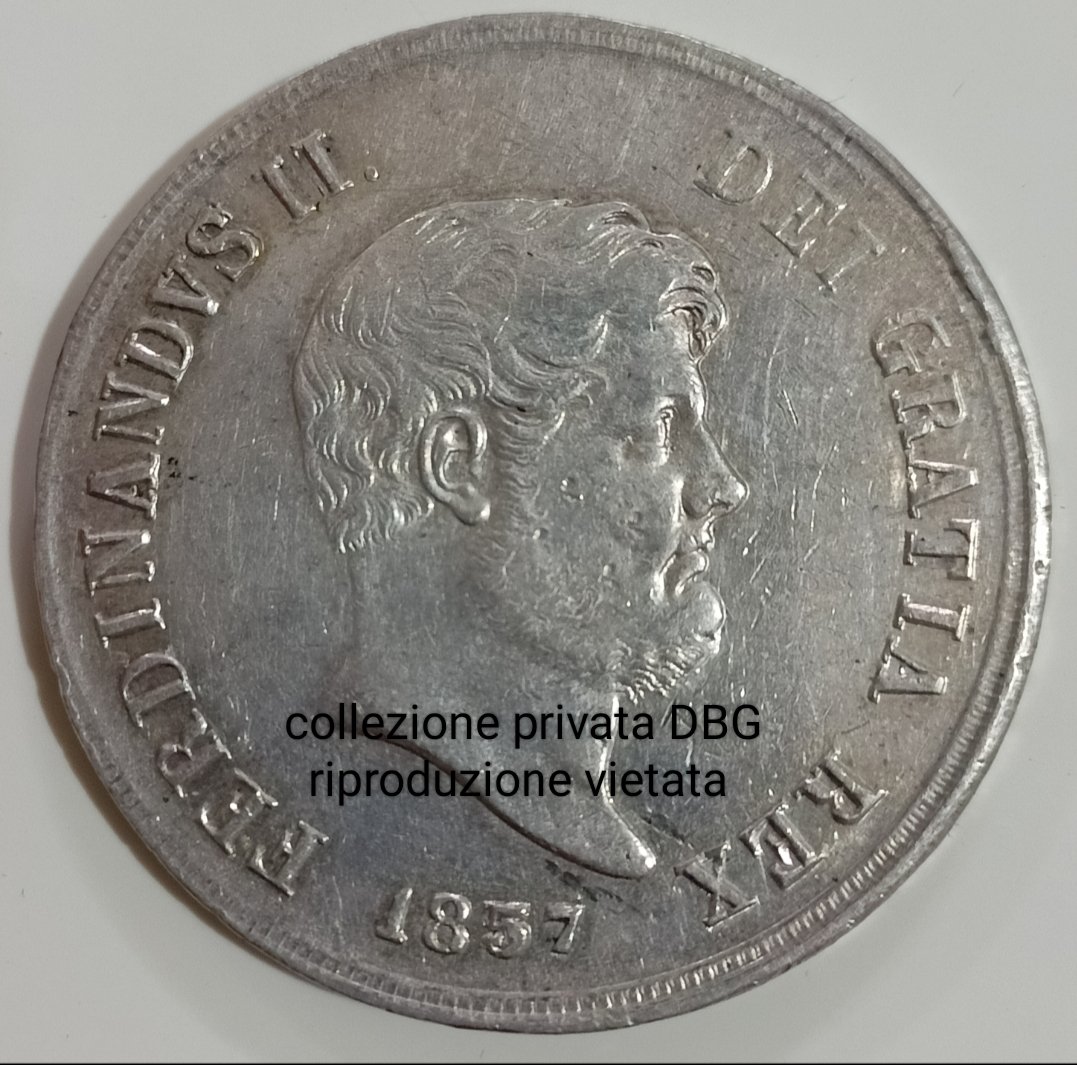 FERDINANDVS II. DEI GRATIA REX
collezione privata DBG
riproduzione vietata
1857